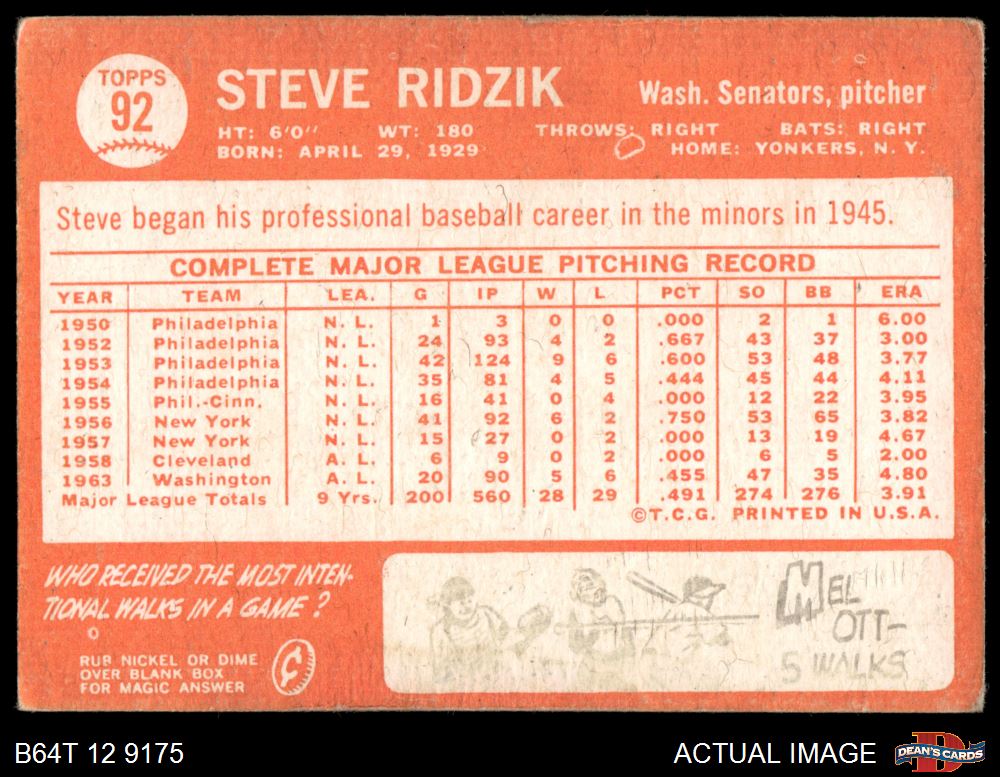 TOPPS
92
STEVE RIDZIK
Wash. Senators, pitcher
HT: 6'0" WT: 180 THROWS: RIGHT BATS: RIGHT
BORN: APRIL 29, 1929 HOME: YONKERS, N. Y.
Steve began his professional baseball career in the minors in 1945.
COMPLETE MAJOR LEAGUE PITCHING RECORD
YEAR TEAM LEA. G IP W L PCT SO BB ERA
1950 Philadelphia N. L. 1 3 0 0 .000 2 1 6.00
1952 Philadelphia N. L. 24 93 4 2 .667 43 37 3.00
1953 Philadelphia N. L. 42 124 9 6 .600 53 48 3.77
1954 Philadelphia N. L. 35 81 4 5 .444 45 44 4.11
1955 Phil.-Cinn. N. L. 16 41 0 4 .000 12 22 3.95
1956 New York N. L. 41 92 6 2 .750 53 65 3.82
1957 New York N. L. 15 27 0 2 .000 13 19 4.67
1958 Cleveland A. L. 6 9 0 2 .000 6 5 2.00
1963 Washington A. L. 20 90 5 6 .455 47 35 4.80
Major League Totals 9 Yrs. 200 560 28 29 .491 274 276 3.91
©T.C.G. PRINTED IN U.S.A.
WHO RECEIVED THE MOST INTEN-
TIONAL WALKS IN A GAME?
RUB NICKEL OR DIME
OVER BLANK BOX
FOR MAGIC ANSWER
¢
MEL
OTT-
5 WALKS
B64T 12 9175 ACTUAL IMAGE
D
DEAN'S CARDS